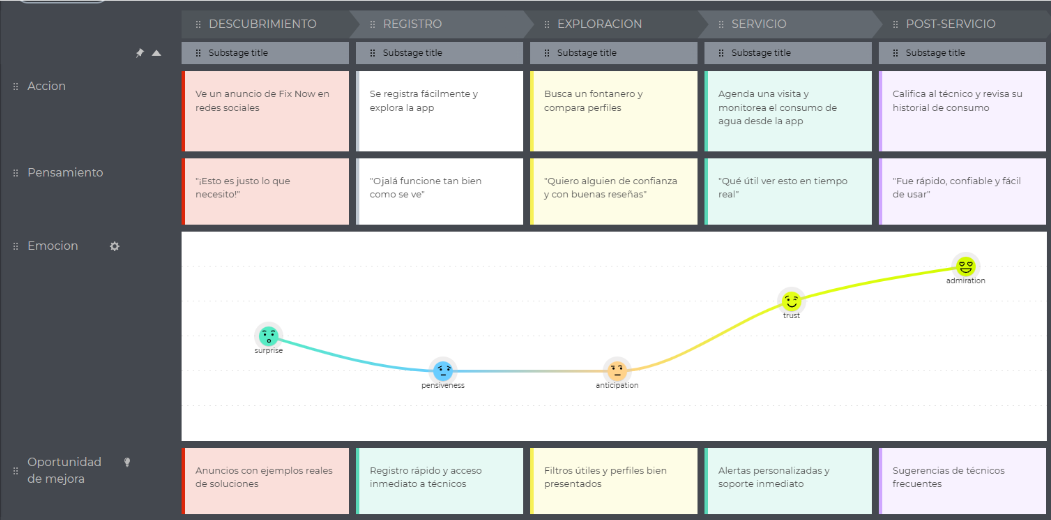 DESCUBRIMIENTO
REGISTRO
EXPLORACION
SERVICIO
POST-SERVICIO
Substage title
Substage title
Substage title
Substage title
Substage title
Accion
Ve un anuncio de Fix Now en
redes sociales
Se registra fácilmente y
explora la app
Busca un fontanero y
compara perfiles
Agenda una visita y
monitorea el consumo de
agua desde la app
Califica al técnico y revisa su
historial de consumo
Pensamiento
"¡Esto es justo lo que
necesito!"
"Ojalá funcione tan bien
como se ve"
"Quiero alguien de confianza
y con buenas reseñas"
"Qué útil ver esto en tiempo
real"
"Fue rápido, confiable y fácil
de usar"
Emocion
surprise
pensiveness
anticipation
trust
admiration
Oportunidad
de mejora
Anuncios con ejemplos reales
de soluciones
Registro rápido y acceso
inmediato a técnicos
Filtros útiles y perfiles bien
presentados
Alertas personalizadas y
soporte inmediato
Sugerencias de técnicos
frecuentes